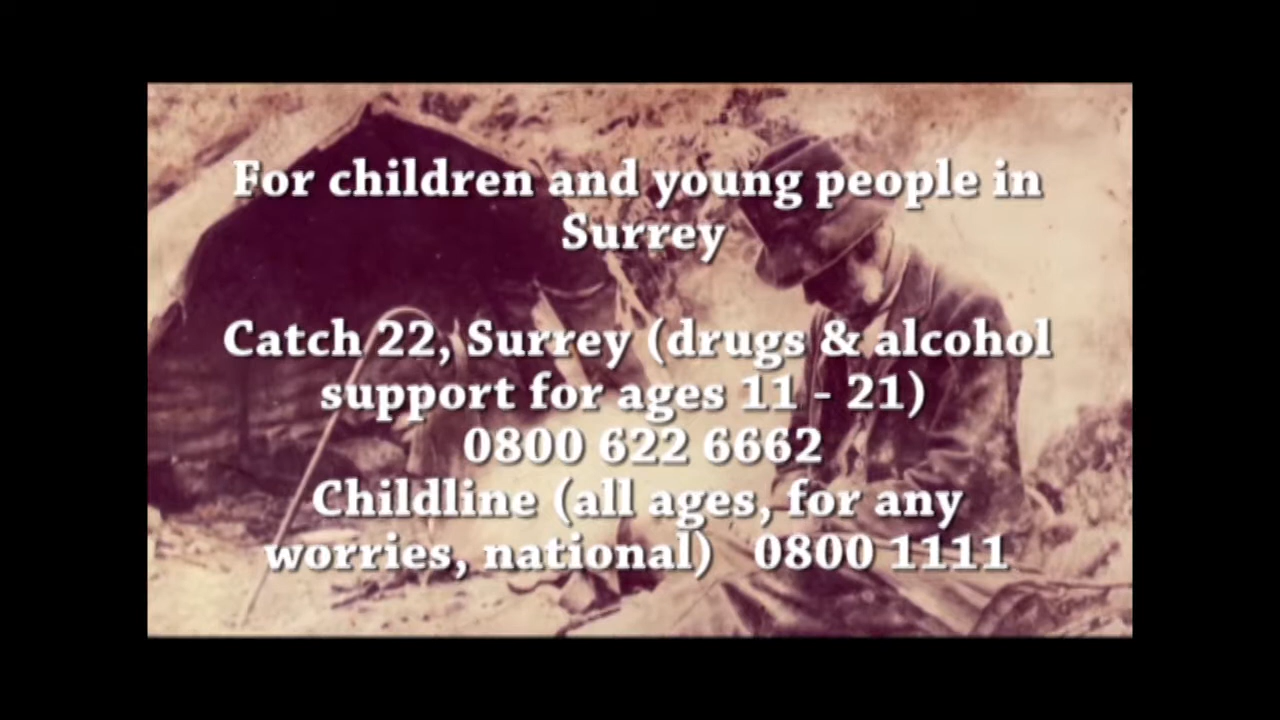 For children and young people in
Surrey
Catch 22, Surrey (drugs & alcohol
support for ages 11 - 21)
0800 622 6662
Childline (all ages, for any
worries, national) 0800 1111